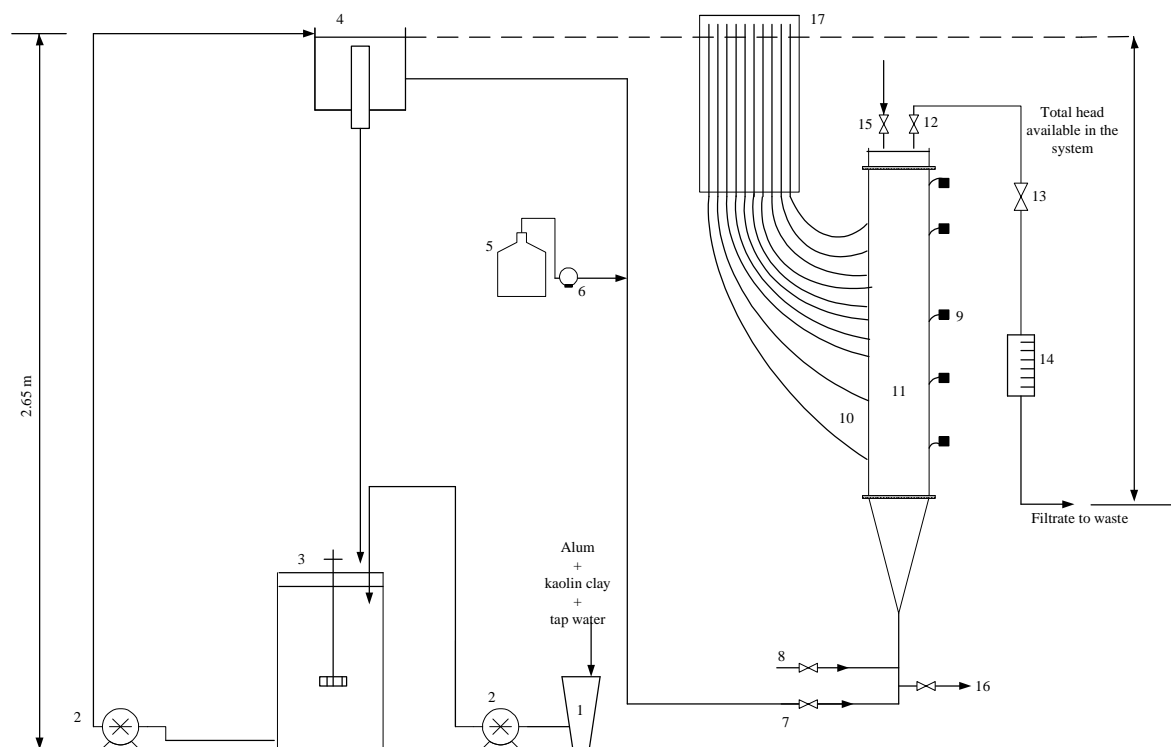 4
17
15
12
Total head
available in the
system
13
5
6
9
14
2.65 m
10
11
Filtrate to waste
Alum
+
kaolin clay
+
tap water
3
8
16
2
2
1
7